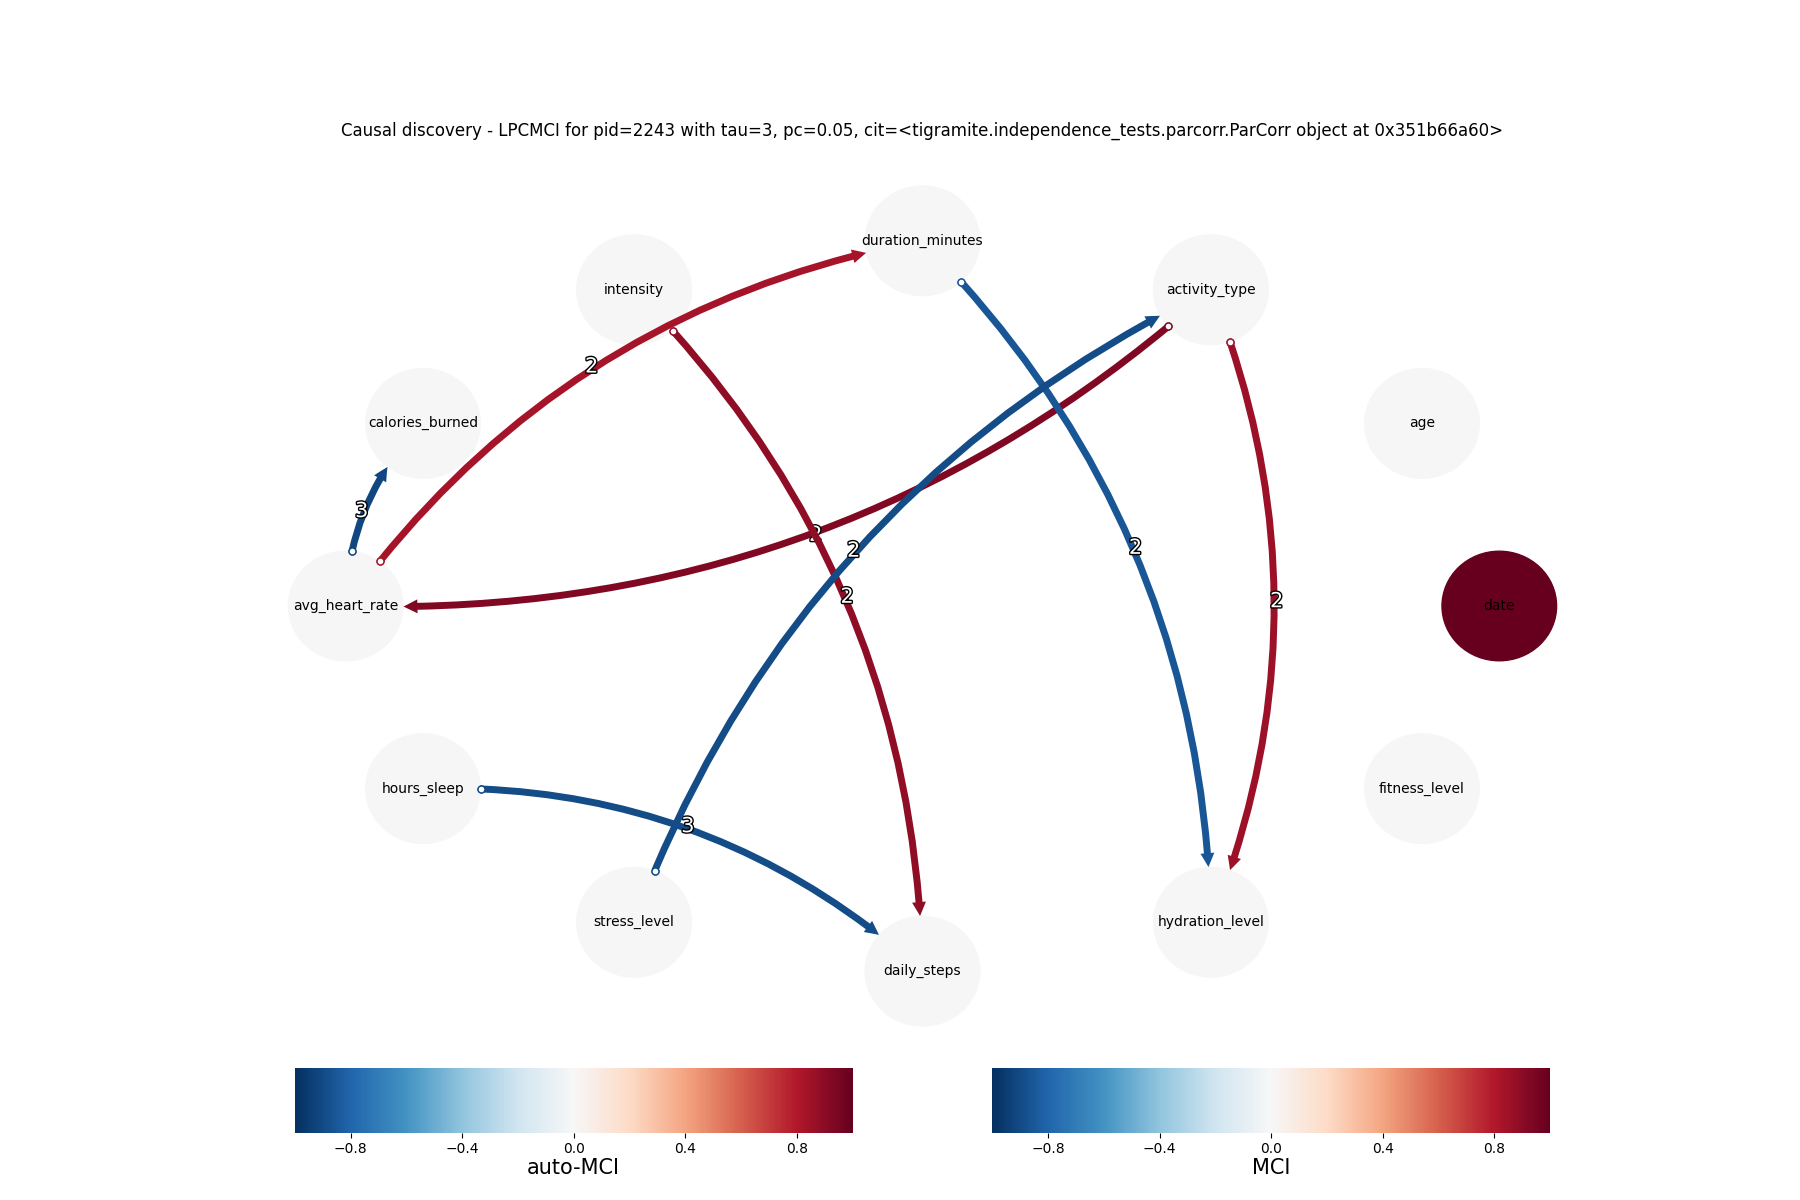 Causal discovery - LPCMCI for pid=2243 with tau=3, pc=0.05, cit=<tigramite.independence_tests.parcorr.ParCorr object at 0x351b66a60>
duration_minutes
intensity
activity_type
2
calories_burned
age
3
2
2
2
2
avg_heart_rate
date
2
hours_sleep
fitness_level
3
stress_level
hydration_level
daily_steps
−0.8 −0.4 0.0 0.4 0.8
auto-MCI
−0.8 −0.4 0.0 0.4 0.8
MCI